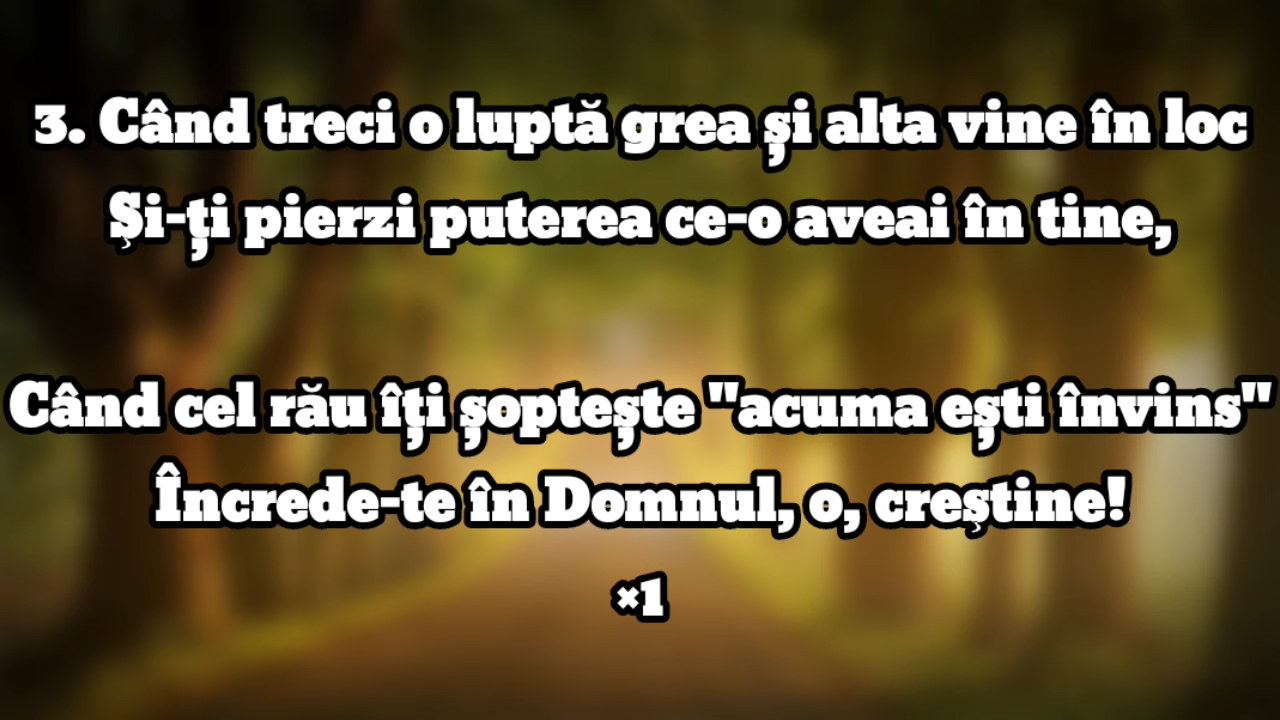 3. Când treci o luptă grea și alta vine în loc
Şi-ți pierzi puterea ce-o aveai în tine,
Când cel rău îți șoptește "acuma ești învins"
Încrede-te în Domnul, o, creştine!
×1